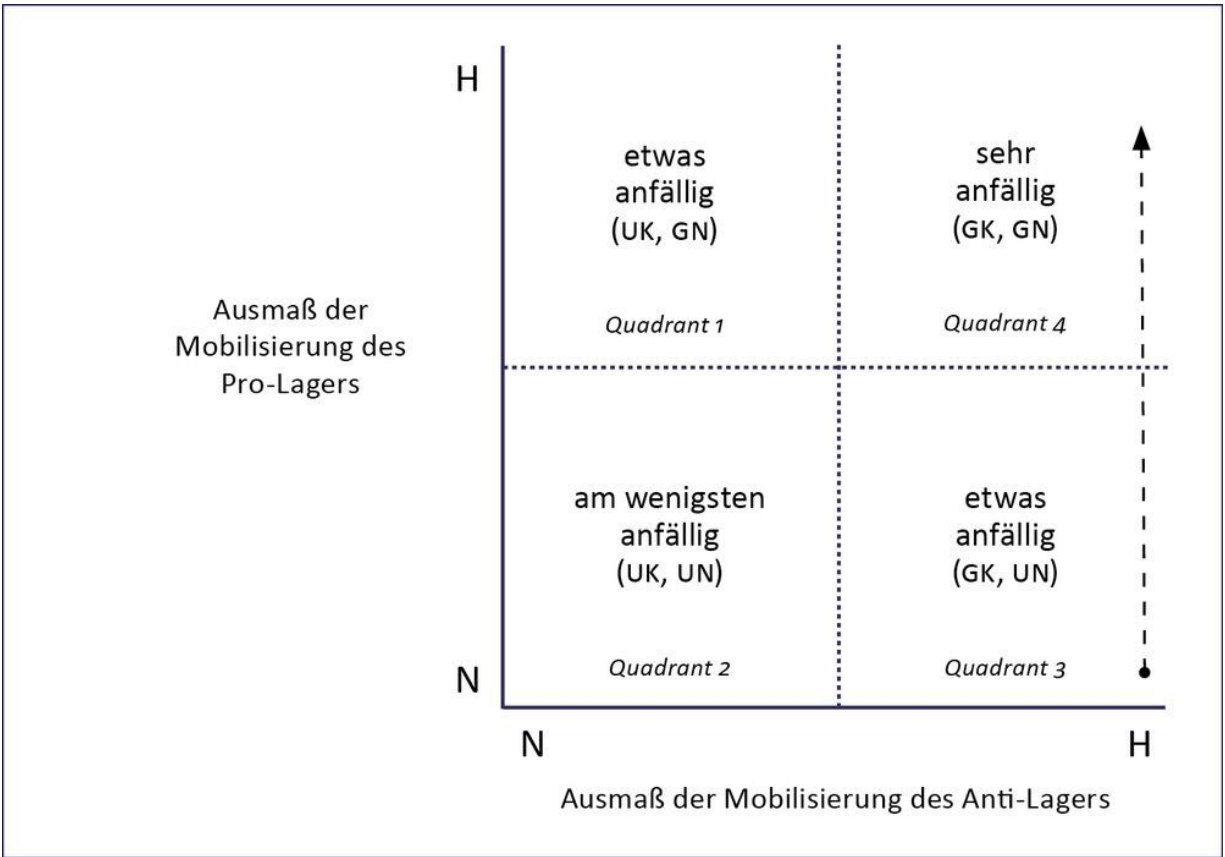 H
etwas
anfällig
(UK, GN)
Quadrant 1
sehr
anfällig
(GK, GN)
Quadrant 4
Ausmaß der
Mobilisierung des
Pro-Lagers
am wenigsten
anfällig
(UK, UN)
Quadrant 2
etwas
anfällig
(GK, UN)
Quadrant 3
N
N
H
Ausmaß der Mobilisierung des Anti-Lagers